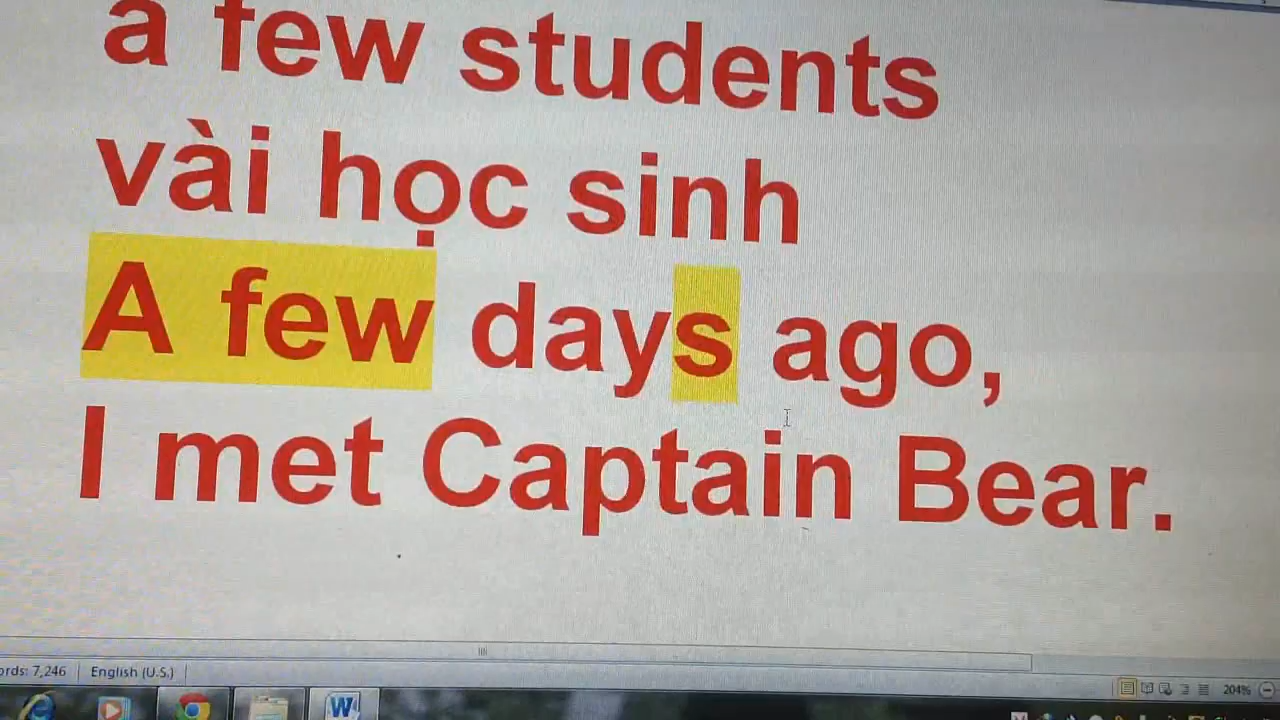 a few students
vài học sinh
A few days ago,
I met Captain Bear.
ords: 7,246 English (U.S.) 204%